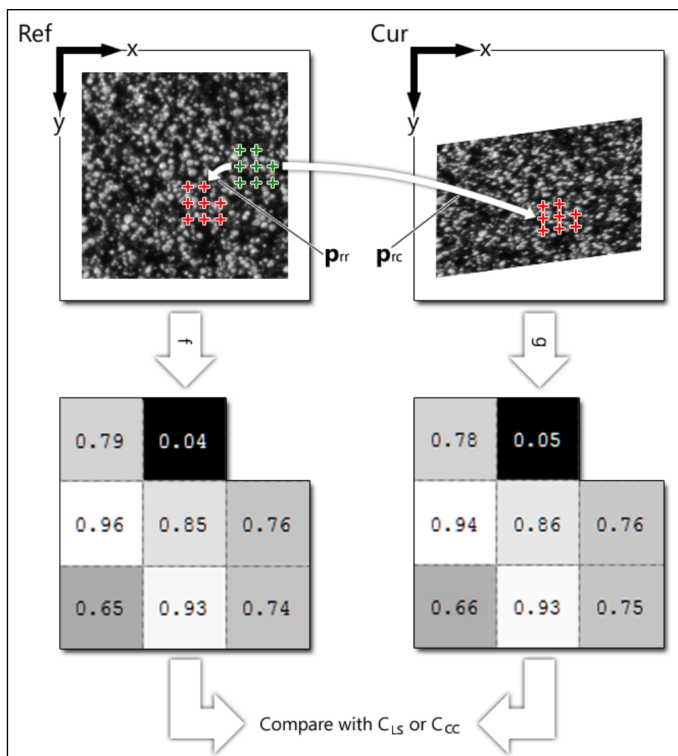 Ref
Cur
x
x
y
y
prr
prc
f
g
0.79 0.04
0.96 0.85 0.76
0.65 0.93 0.74
0.78 0.05
0.94 0.86 0.76
0.66 0.93 0.75
Compare with CLS or CCC